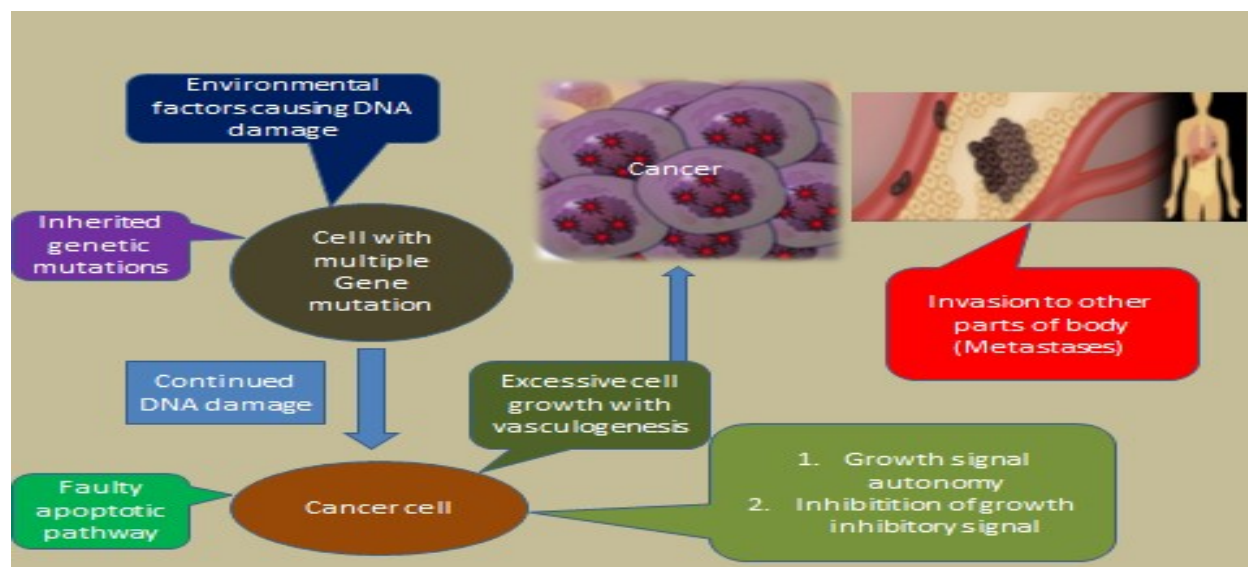 Environmental
factors causing DNA
damage
Inherited
genetic
mutations
Cell with
multiple
Gene
mutation
Cancer
Invasion to other
parts of body
(Metastases)
Continued
DNA damage
Excessive cell
growth with
vasculogenesis
Faulty
apoptotic
pathway
Cancer cell
1. Growth signal
autonomy
2. Inhibitition of growth
inhibitory signal